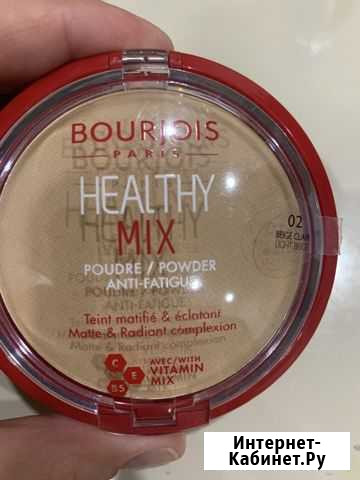 BOURJOIS
PARIS
HEALTHY
MIX
POUDRE / POWDER
ANTI-FATIGUE
Teint matifié & éclatant
Matte & Radiant complexion
C
E
B5
AVEC/WITH
VITAMIN
MIX
02
BEIGE CLAIR
LIGHT BEIGE
Интернет-
Кабинет.Ру